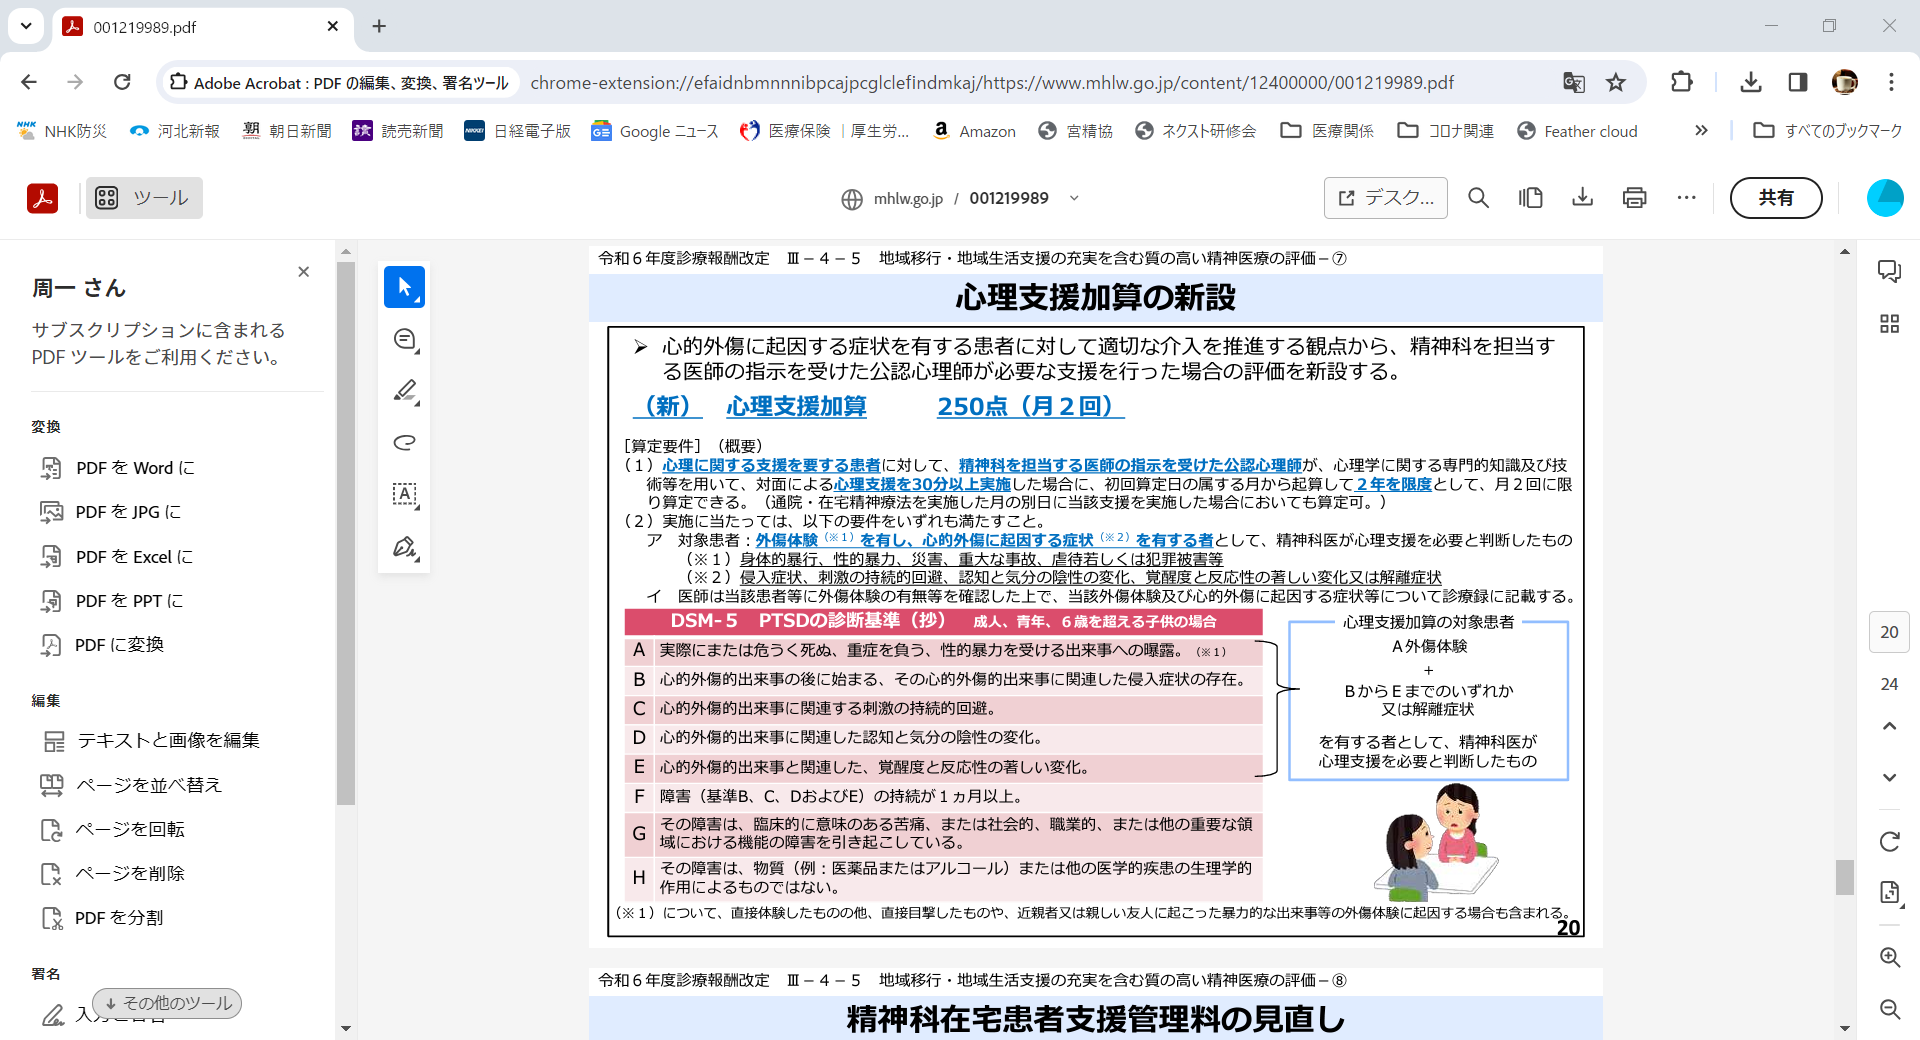 001219989.pdf
Adobe Acrobat : PDF の編集、変換、署名ツール
chrome-extension://efaidnbmnnnibpcajpcglclefindmkaj/https://www.mhlw.go.jp/content/12400000/001219989.pdf
NHK防災
河北新報
朝日新聞
読売新聞
日経電子版
Google ニュース
医療保険 ｜厚生労...
Amazon
宮精協
ネクスト研修会
医療関係
コロナ関連
Feather cloud
すべてのブックマーク
ツール
mhlw.go.jp / 001219989
デスク...
共有
周一 さん
サブスクリプションに含まれる
PDF ツールをご利用ください。
変換
PDF を Word に
PDF を JPG に
PDF を Excel に
PDF を PPT に
PDF に変換
編集
テキストと画像を編集
ページを並べ替え
ページを回転
ページを削除
PDF を分割
署名
その他のツール
令和６年度診療報酬改定　Ⅲ－４－５　地域移行・地域生活支援の充実を含む質の高い精神医療の評価－⑦
心理支援加算の新設
➢ 心的外傷に起因する症状を有する患者に対して適切な介入を推進する観点から、精神科を担当す
る医師の指示を受けた公認心理師が必要な支援を行った場合の評価を新設する。
（新）　心理支援加算　　　250点（月２回）
［算定要件］（概要）
（１）心理に関する支援を要する患者に対して、精神科を担当する医師の指示を受けた公認心理師が、心理学に関する専門的知識及び技
術等を用いて、対面による心理支援を30分以上実施した場合に、初回算定日の属する月から起算して２年を限度として、月２回に限
り算定できる。（通院・在宅精神療法を実施した月の別日に当該支援を実施した場合においても算定可。）
（２）実施に当たっては、以下の要件をいずれも満たすこと。
ア　対象患者：外傷体験（※１）を有し、心的外傷に起因する症状（※２）を有する者として、精神科医が心理支援を必要と判断したもの
（※１）身体的暴行、性的暴力、災害、重大な事故、虐待若しくは犯罪被害等
（※２）侵入症状、刺激の持続的回避、認知と気分の陰性の変化、覚醒度と反応性の著しい変化又は解離症状
イ　医師は当該患者等に外傷体験の有無等を確認した上で、当該外傷体験及び心的外傷に起因する症状等について診療録に記載する。
DSM-５　PTSDの診断基準（抄）　成人、青年、６歳を超える子供の場合
A 実際にまたは危うく死ぬ、重症を負う、性的暴力を受ける出来事への曝露。（※１）
B 心的外傷的出来事の後に始まる、その心的外傷的出来事に関連した侵入症状の存在。
C 心的外傷的出来事に関連する刺激の持続的回避。
D 心的外傷的出来事に関連した認知と気分の陰性の変化。
E 心的外傷的出来事と関連した、覚醒度と反応性の著しい変化。
F 障害（基準B、C、DおよびE）の持続が１ヵ月以上。
G その障害は、臨床的に意味のある苦痛、または社会的、職業的、または他の重要な領
域における機能の障害を引き起こしている。
H その障害は、物質（例：医薬品またはアルコール）または他の医学的疾患の生理学的
作用によるものではない。
心理支援加算の対象患者
Ａ外傷体験
＋
ＢからＥまでのいずれか
又は解離症状
を有する者として、精神科医が
心理支援を必要と判断したもの
（※１）について、直接体験したものの他、直接目撃したものや、近親者又は親しい友人に起こった暴力的な出来事等の外傷体験に起因する場合も含まれる。
20
令和６年度診療報酬改定　Ⅲ－４－５　地域移行・地域生活支援の充実を含む質の高い精神医療の評価－⑧
精神科在宅患者支援管理料の見直し
20
24